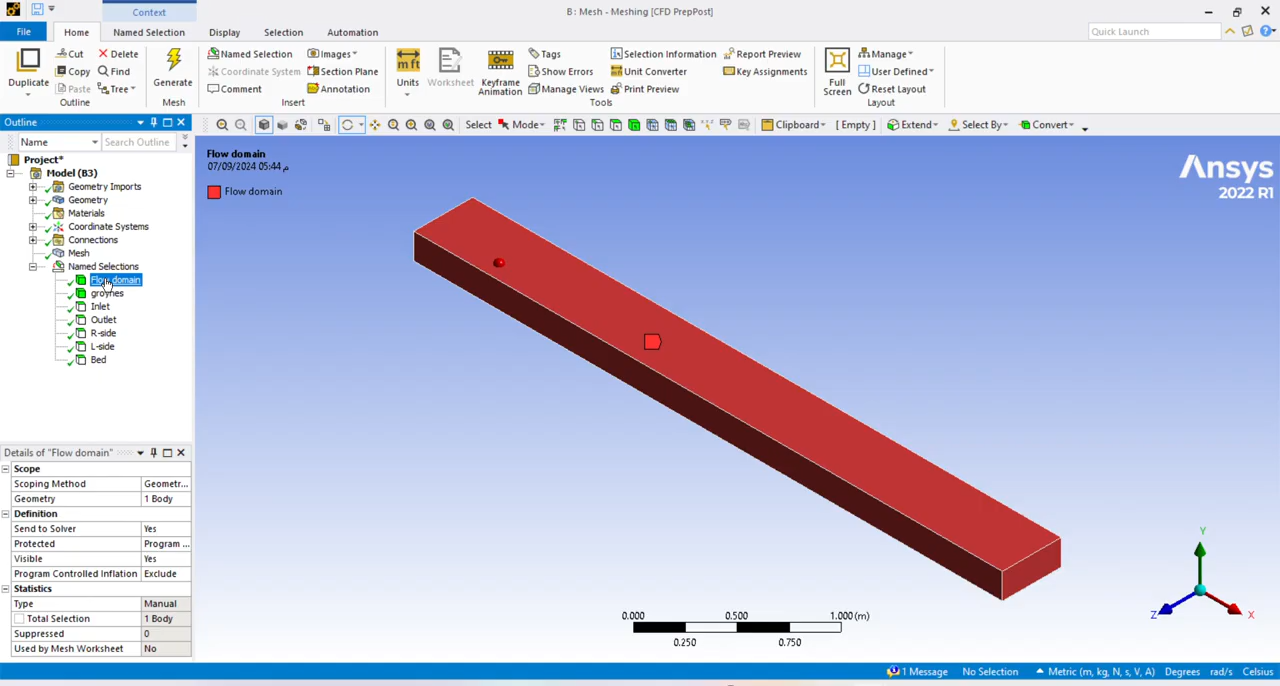 Context
B : Mesh - Meshing [CFD PrepPost]
File
Home
Named Selection
Display
Selection
Automation
Quick Launch
Duplicate
Cut
Copy
Paste
Delete
Find
Tree
Outline
Generate
Mesh
Named Selection
Coordinate System
Comment
Images
Section Plane
Annotation
Insert
Units
Worksheet
Keyframe
Animation
Tags
Show Errors
Manage Views
Selection Information
Unit Converter
Print Preview
Report Preview
Key Assignments
Tools
Full
Screen
Manage
User Defined
Reset Layout
Layout
Outline
Select
Mode
Clipboard
[ Empty ]
Extend
Select By
Convert
Name
Search Outline
Project*
Model (B3)
Geometry Imports
Geometry
Materials
Coordinate Systems
Connections
Mesh
Named Selections
Flow domain
groynes
Inlet
Outlet
R-side
L-side
Bed
Flow domain
07/09/2024 05:44 م
Flow domain
Ansys
2022 R1
Details of "Flow domain"
Scope
Scoping Method Geometr...
Geometry 1 Body
Definition
Send to Solver Yes
Protected Program ...
Visible Yes
Program Controlled Inflation Exclude
Statistics
Type Manual
Total Selection 1 Body
Suppressed 0
Used by Mesh Worksheet No
Y
Z
X
0.000 0.500 1.000 (m)
0.250 0.750
1 Message
No Selection
Metric (m, kg, N, s, V, A)
Degrees
rad/s
Celsius